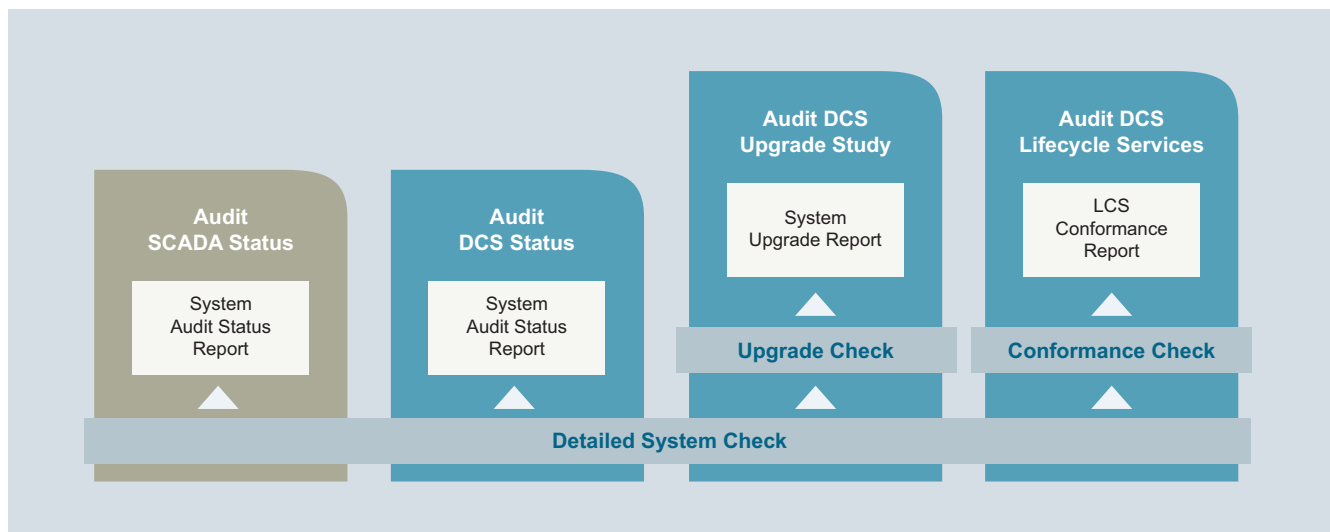 Audit
SCADA Status
System
Audit Status
Report
Audit
DCS Status
System
Audit Status
Report
Audit DCS
Upgrade Study
System
Upgrade Report
Upgrade Check
Audit DCS
Lifecycle Services
LCS
Conformance
Report
Conformance Check
Detailed System Check